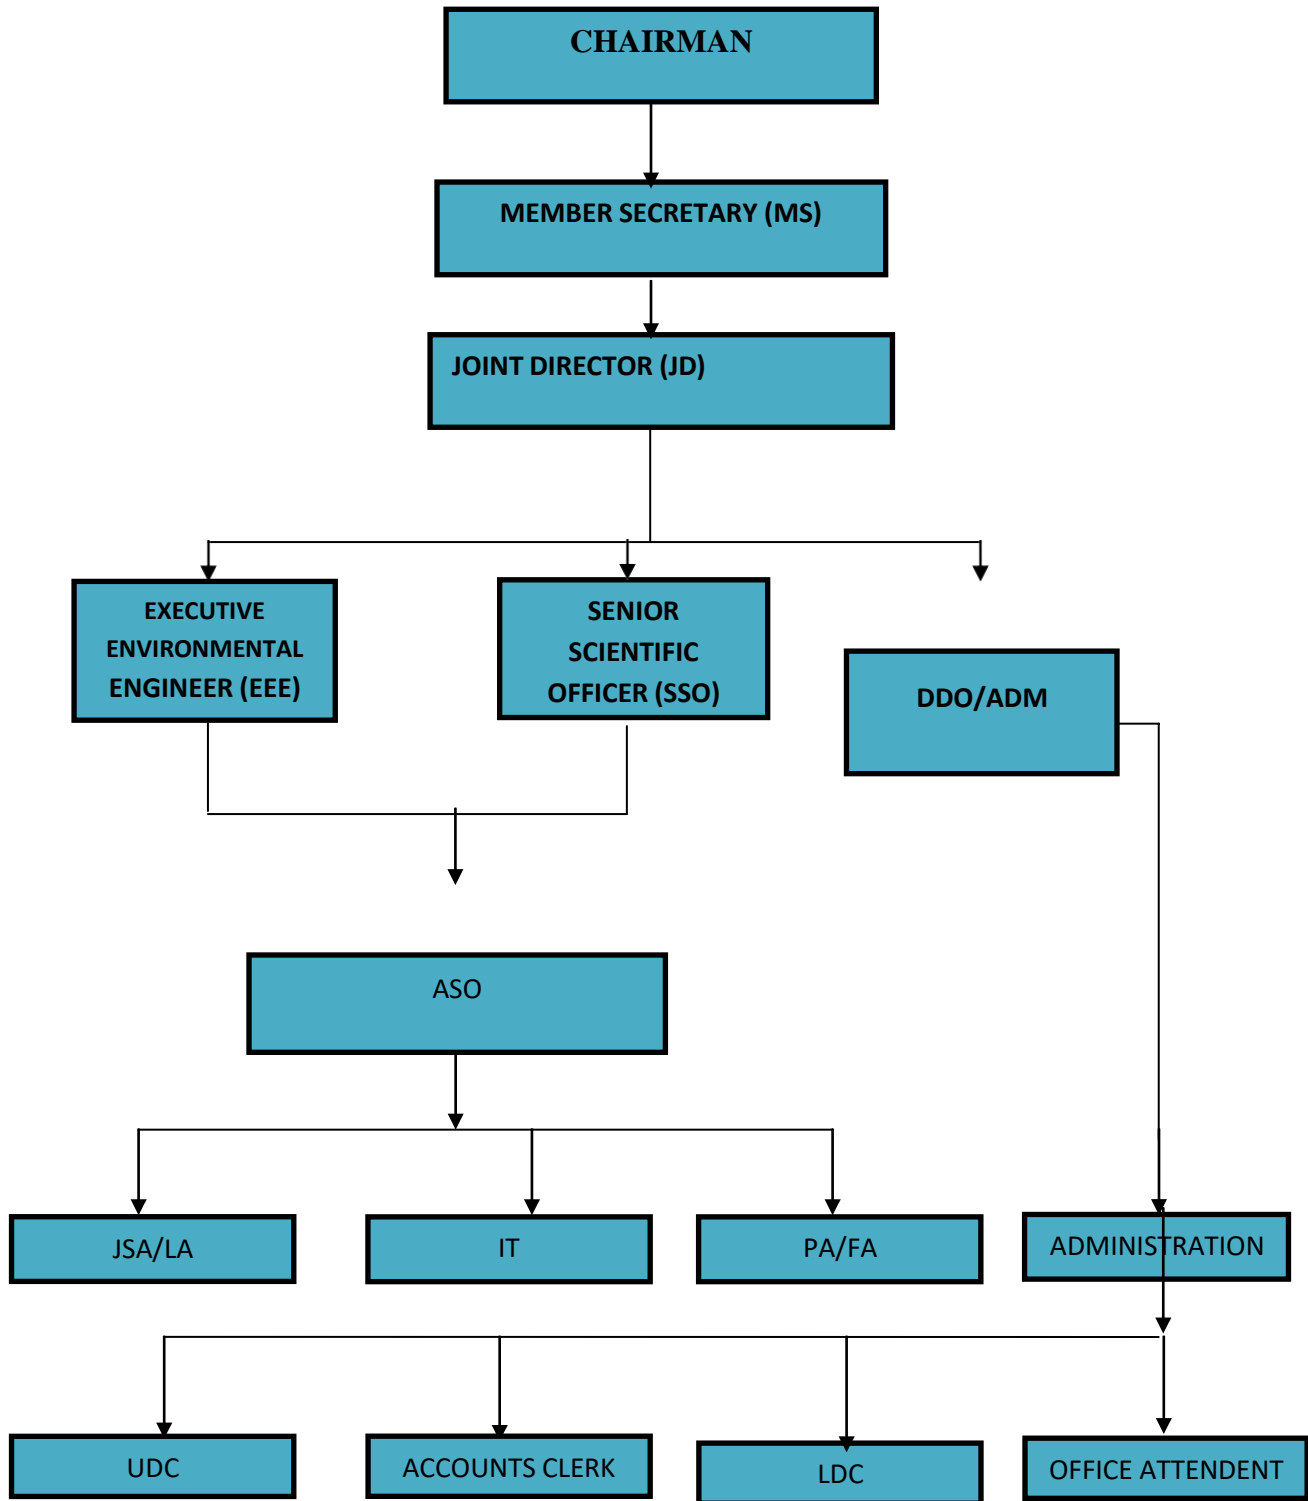 CHAIRMAN
MEMBER SECRETARY (MS)
JOINT DIRECTOR (JD)
EXECUTIVE
ENVIRONMENTAL
ENGINEER (EEE)
SENIOR
SCIENTIFIC
OFFICER (SSO)
DDO/ADM
ASO
JSA/LA
IT
PA/FA
ADMINISTRATION
UDC
ACCOUNTS CLERK
LDC
OFFICE ATTENDENT